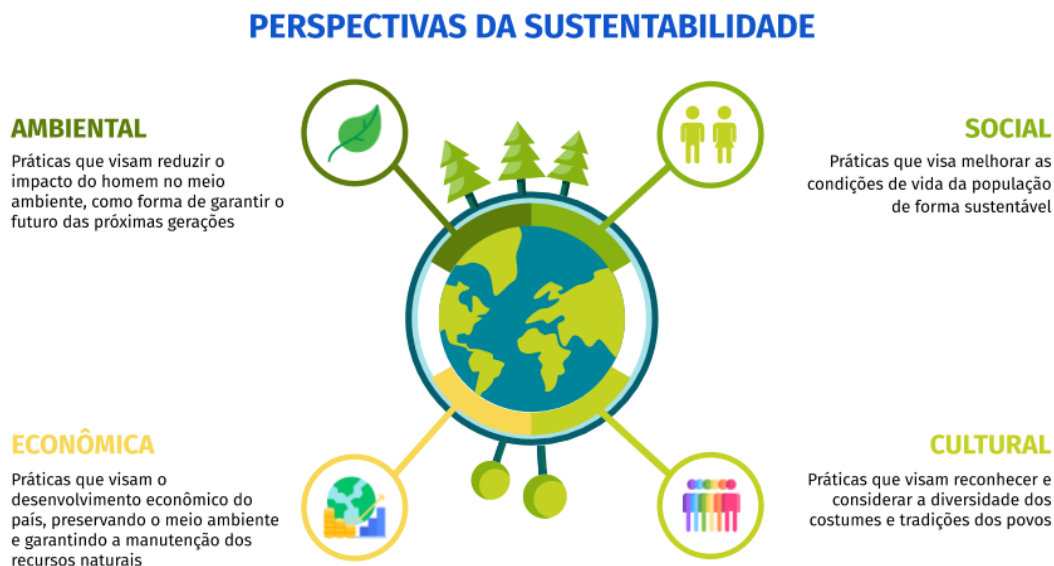 PERSPECTIVAS DA SUSTENTABILIDADE
AMBIENTAL
Práticas que visam reduzir o
impacto do homem no meio
ambiente, como forma de garantir o
futuro das próximas gerações
SOCIAL
Práticas que visa melhorar as
condições de vida da população
de forma sustentável
ECONÔMICA
Práticas que visam o
desenvolvimento econômico do
país, preservando o meio ambiente
e garantindo a manutenção dos
recursos naturais
CULTURAL
Práticas que visam reconhecer e
considerar a diversidade dos
costumes e tradições dos povos